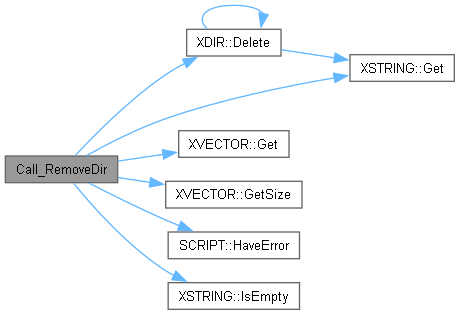 XDIR::Delete
XSTRING::Get
XVECTOR::Get
Call_RemoveDir
XVECTOR::GetSize
SCRIPT::HaveError
XSTRING::IsEmpty